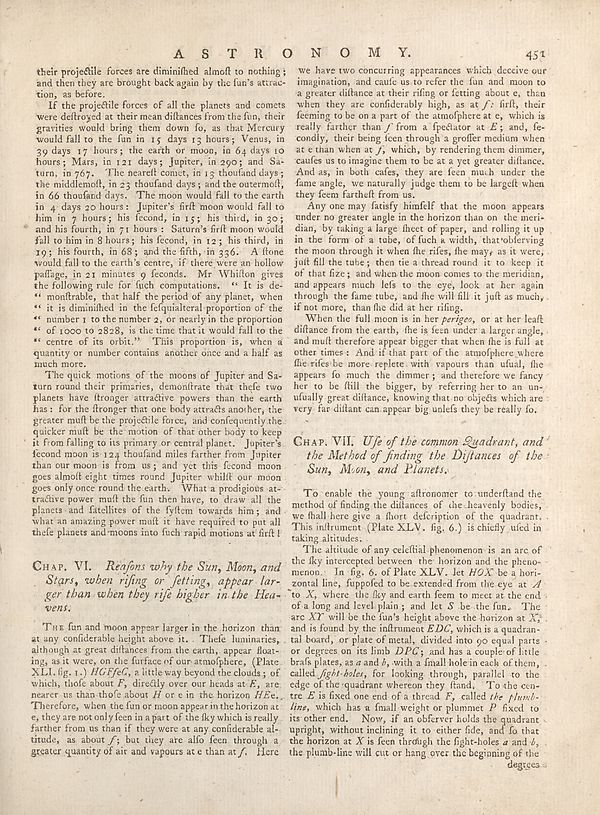 A S T R O N O M Y. 451
their projectile forces are diminiſhed almoſt to nothing;
and then they are brought back again by the ſun's attrac-
tion, as before.
If the projectile forces of all the planets and comets
were deſtroyed at their mean diſtances from the ſun, their
gravities would bring them down ſo, as that Mercury
would fall to the ſun in 15 days 13 hours; Venus, in
39 days 17 hours; the earth or moon, in 64 days 10
hours; Mars, in 121 days; Jupiter, in 290; and Sa-
turn, in 767. The neareſt comet, in 13 thouſand days;
the middlemoſt, in 23 thouſand days; and the outermoſt,
in 66 thouſand days. The moon would fall to the earth
in 4 days 20 hours: Jupiter's firſt moon would fall to
him in 7 hours; his ſecond, in 15; his third, in 30;
and his fourth, in 71 hours: Saturn's firſt moon would
fall to him in 8 hours; his ſecond, in 12; his third, in
19; his fourth, in 68; and the fifth, in 336. A ſtone
would fall to the earth's centre, if there were an hollow
paſſage, in 21 minutes 9 ſeconds. Mr Whiſton gives
the following rule for ſuch computations. “ It is de-
“ monſtrable, that half the period of any planet, when
“ it is diminiſhed in the ſeſquialteral proportion of the
“ number 1 to the number 2, or nearly in the proportion
“ of 1000 to 2828, is the time that it would fall to the
“ centre of its orbit.” This proportion is, when a
quantity or number contains another once and a half as
much more.
The quick motions of the moons of Jupiter and Sa-
turn round their primaries, demonſtrate that theſe two
planets have ſtronger attractive powers than the earth
has: for the ſtronger that one body attracts another, the
greater muſt be the projectile force, and conſequently the
quicker muſt be the motion of that other body to keep
it from falling to its primary or central planet. Jupiter's
ſecond moon is 124 thouſand miles farther from Jupiter
than our moon is from us; and yet this ſecond moon
goes almoſt eight times round Jupiter whilſt our moon
goes only once round the earth. What a prodigious at-
tractive power muſt the ſun then have, to draw all the
planets and ſatellites of the ſyſtem towards him; and
what an amazing power muſt it have required to put all
theſe planets and moons into ſuch rapid motions at firſt!
CHAP. VI. Reaſons why the Sun, Moon, and
Stars, when riſing or ſetting, appear lar-
ger than when they riſe higher in the Hea-
vens.
THE ſun and moon appear larger in the horizon than
at any conſiderable height above it. Theſe luminaries,
although at great diſtances from the earth, appear float-
ing, as it were, on the ſurface of our atmoſphere, (Plate
XLI. fig. 1.) HGFfeC, a little way beyond the clouds; of
which, thoſe about F, directly over our heads at E, are
nearer us than thoſe about H or e in the horizon HEe.
Therefore, when the ſun or moon appear in the horizon at
e, they are not only ſeen in a part of the ſky which is really
farther from us than if they were at any conſiderable al-
titude, as about f; but they are alſo ſeen through a
greater quantity of air and vapours at e than at f. Here
we have two concurring appearances which deceive our
imagination, and cauſe us to refer the ſun and moon to
a greater diſtance at their riſing or ſetting about e, than
when they are conſiderably high, as at f: firſt, their
ſeeming to be on a part of the atmoſphere at e, which is
really farther than f from a ſpectator at E; and, ſe-
condly, their being ſeen through a groſſer medium when
at e than when at f, which, by rendering them dimmer,
cauſes us to imagine them to be at a yet greater diſtance.
And as, in both caſes, they are ſeen much under the
ſame angle, we naturally judge them to be largeſt when
they ſeem fartheſt from us.
Any one may ſatisfy himſelf that the moon appears
under no greater angle in the horizon than on the meri-
dian, by taking a large ſheet of paper, and rolling it up
in the form of a tube, of ſuch a width, that obſerving
the moon through it when ſhe riſes, ſhe may, as it were,
juſt fill the tube; then tie a thread round it to keep it
of that ſize; and when the moon comes to the meridian,
and appears much leſs to the eye, look at her again
through the ſame tube, and ſhe will fill it juſt as much,
if not more, than ſhe did at her riſing.
When the full moon is in her perigeo, or at her leaſt
diſtance from the earth, ſhe is ſeen under a larger angle,
and muſt therefore appear bigger that when ſhe is full at
other times: And if that part of the atmoſphere where
ſhe riſes be more replete with vapours than uſual, ſhe
appears ſo much the dimmer; and therefore we fancy
her to be ſtill the bigger, by referring her to an un-
uſually great diſtance, knowing that no objects which are
very far diſtant can appear big unleſs they be really ſo.
CHAP. VII. Uſe of the common Quadrant, and
the Method of finding the Diſtances of the
Sun, Moon, and Planets.
To enable the young aſtronomer to underſtand the
method of finding the diſtances of the heavenly bodies,
we ſhall here give a ſhort deſcription of the quadrant.
This inſtrument (Plate XLV. fig. 6.) is chiefly uſed in
taking altitudes.
The altitude of any celeſtial phenomenon is an arc of
the ſky intercepted between the horizon and the pheno-
menon. In fig. 6. of Plate XLV. let HOX be a hori-
zontal line, ſuppoſed to be extended from the eye at A
to X, where the ſky and earth ſeem to meet at the end
of a long and level plain; and let S be the ſun. The
arc XY will be the ſun's height above the horizon at X,
and is found by the inſtrument EDC, which is a quadran-
tal board, or plate of metal, divided into 90 equal parts
or degrees on its limb DPC; and has a couple of little
braſs plates, as a and b, with a ſmall hole in each of them,
called ſight-holes, for looking through, parallel to the
edge of the quadrant whereon they ſtand. To the cen-
tre E is fixed one end of a thread F, called the plumb-
line, which has a ſmall weight or plummet P fixed to
its other end. Now, if an obſerver holds the quadrant
upright, without inclining it to either ſide, and ſo that
the horizon at X is ſeen through the ſight-holes a and b,
the plumb-line will cut or hang over the beginning of the
degrees